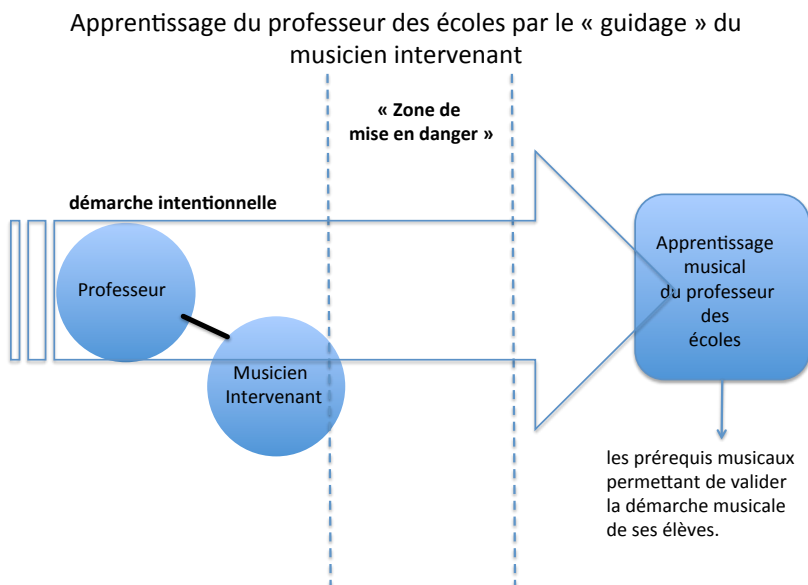 Apprentissage du professeur des écoles par le « guidage » du
musicien intervenant
« Zone de
mise en danger »
démarche intentionnelle
Professeur
Musicien
Intervenant
Apprentissage
musical
du professeur
des
écoles
les prérequis musicaux
permettant de valider
la démarche musicale
de ses élèves.